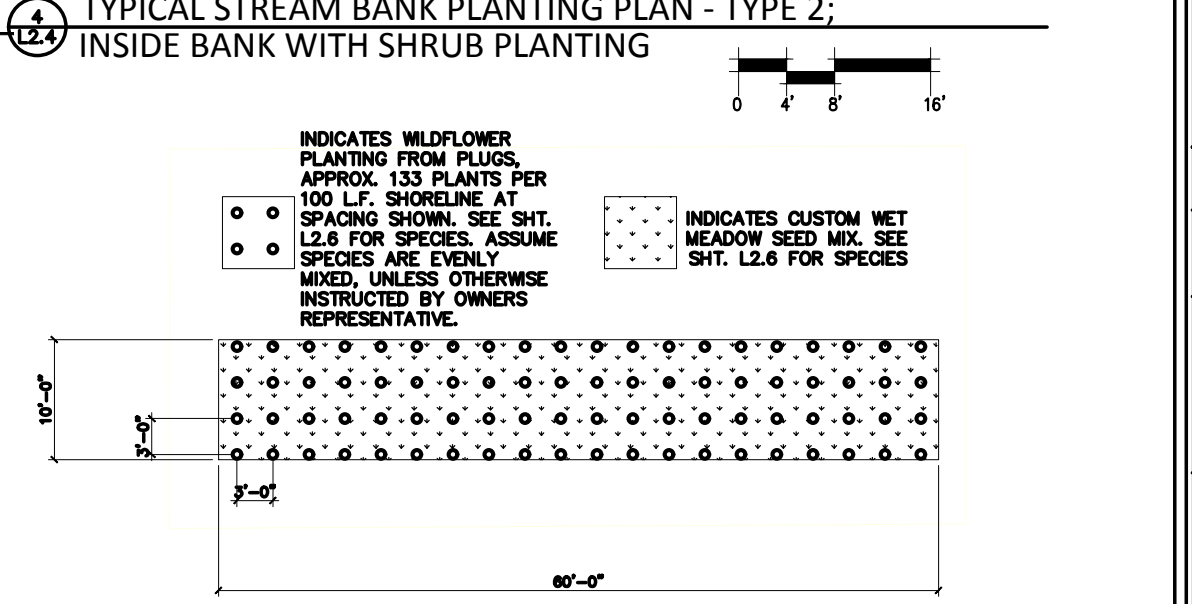 4
L2.4
TYPICAL STREAM BANK PLANTING PLAN - TYPE 2;
INSIDE BANK WITH SHRUB PLANTING
0 4' 8' 16'
INDICATES WILDFLOWER
PLANTING FROM PLUGS,
APPROX. 133 PLANTS PER
100 L.F. SHORELINE AT
SPACING SHOWN. SEE SHT.
L2.6 FOR SPECIES. ASSUME
SPECIES ARE EVENLY
MIXED, UNLESS OTHERWISE
INSTRUCTED BY OWNERS
REPRESENTATIVE.
INDICATES CUSTOM WET
MEADOW SEED MIX. SEE
SHT. L2.6 FOR SPECIES
10'-0"
3'-0"
3'-0"
60'-0"